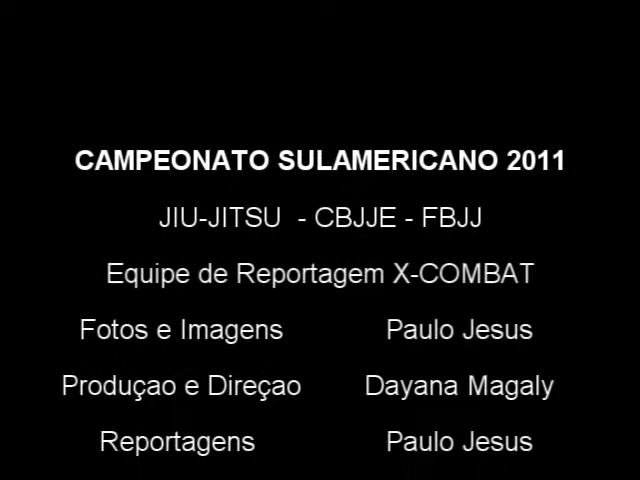 CAMPEONATO SULAMERICANO 2011
JIU-JITSU - CBJJE - FBJJ
Equipe de Reportagem X-COMBAT
Fotos e Imagens Paulo Jesus
Produçao e Direçao Dayana Magaly
Reportagens Paulo Jesus